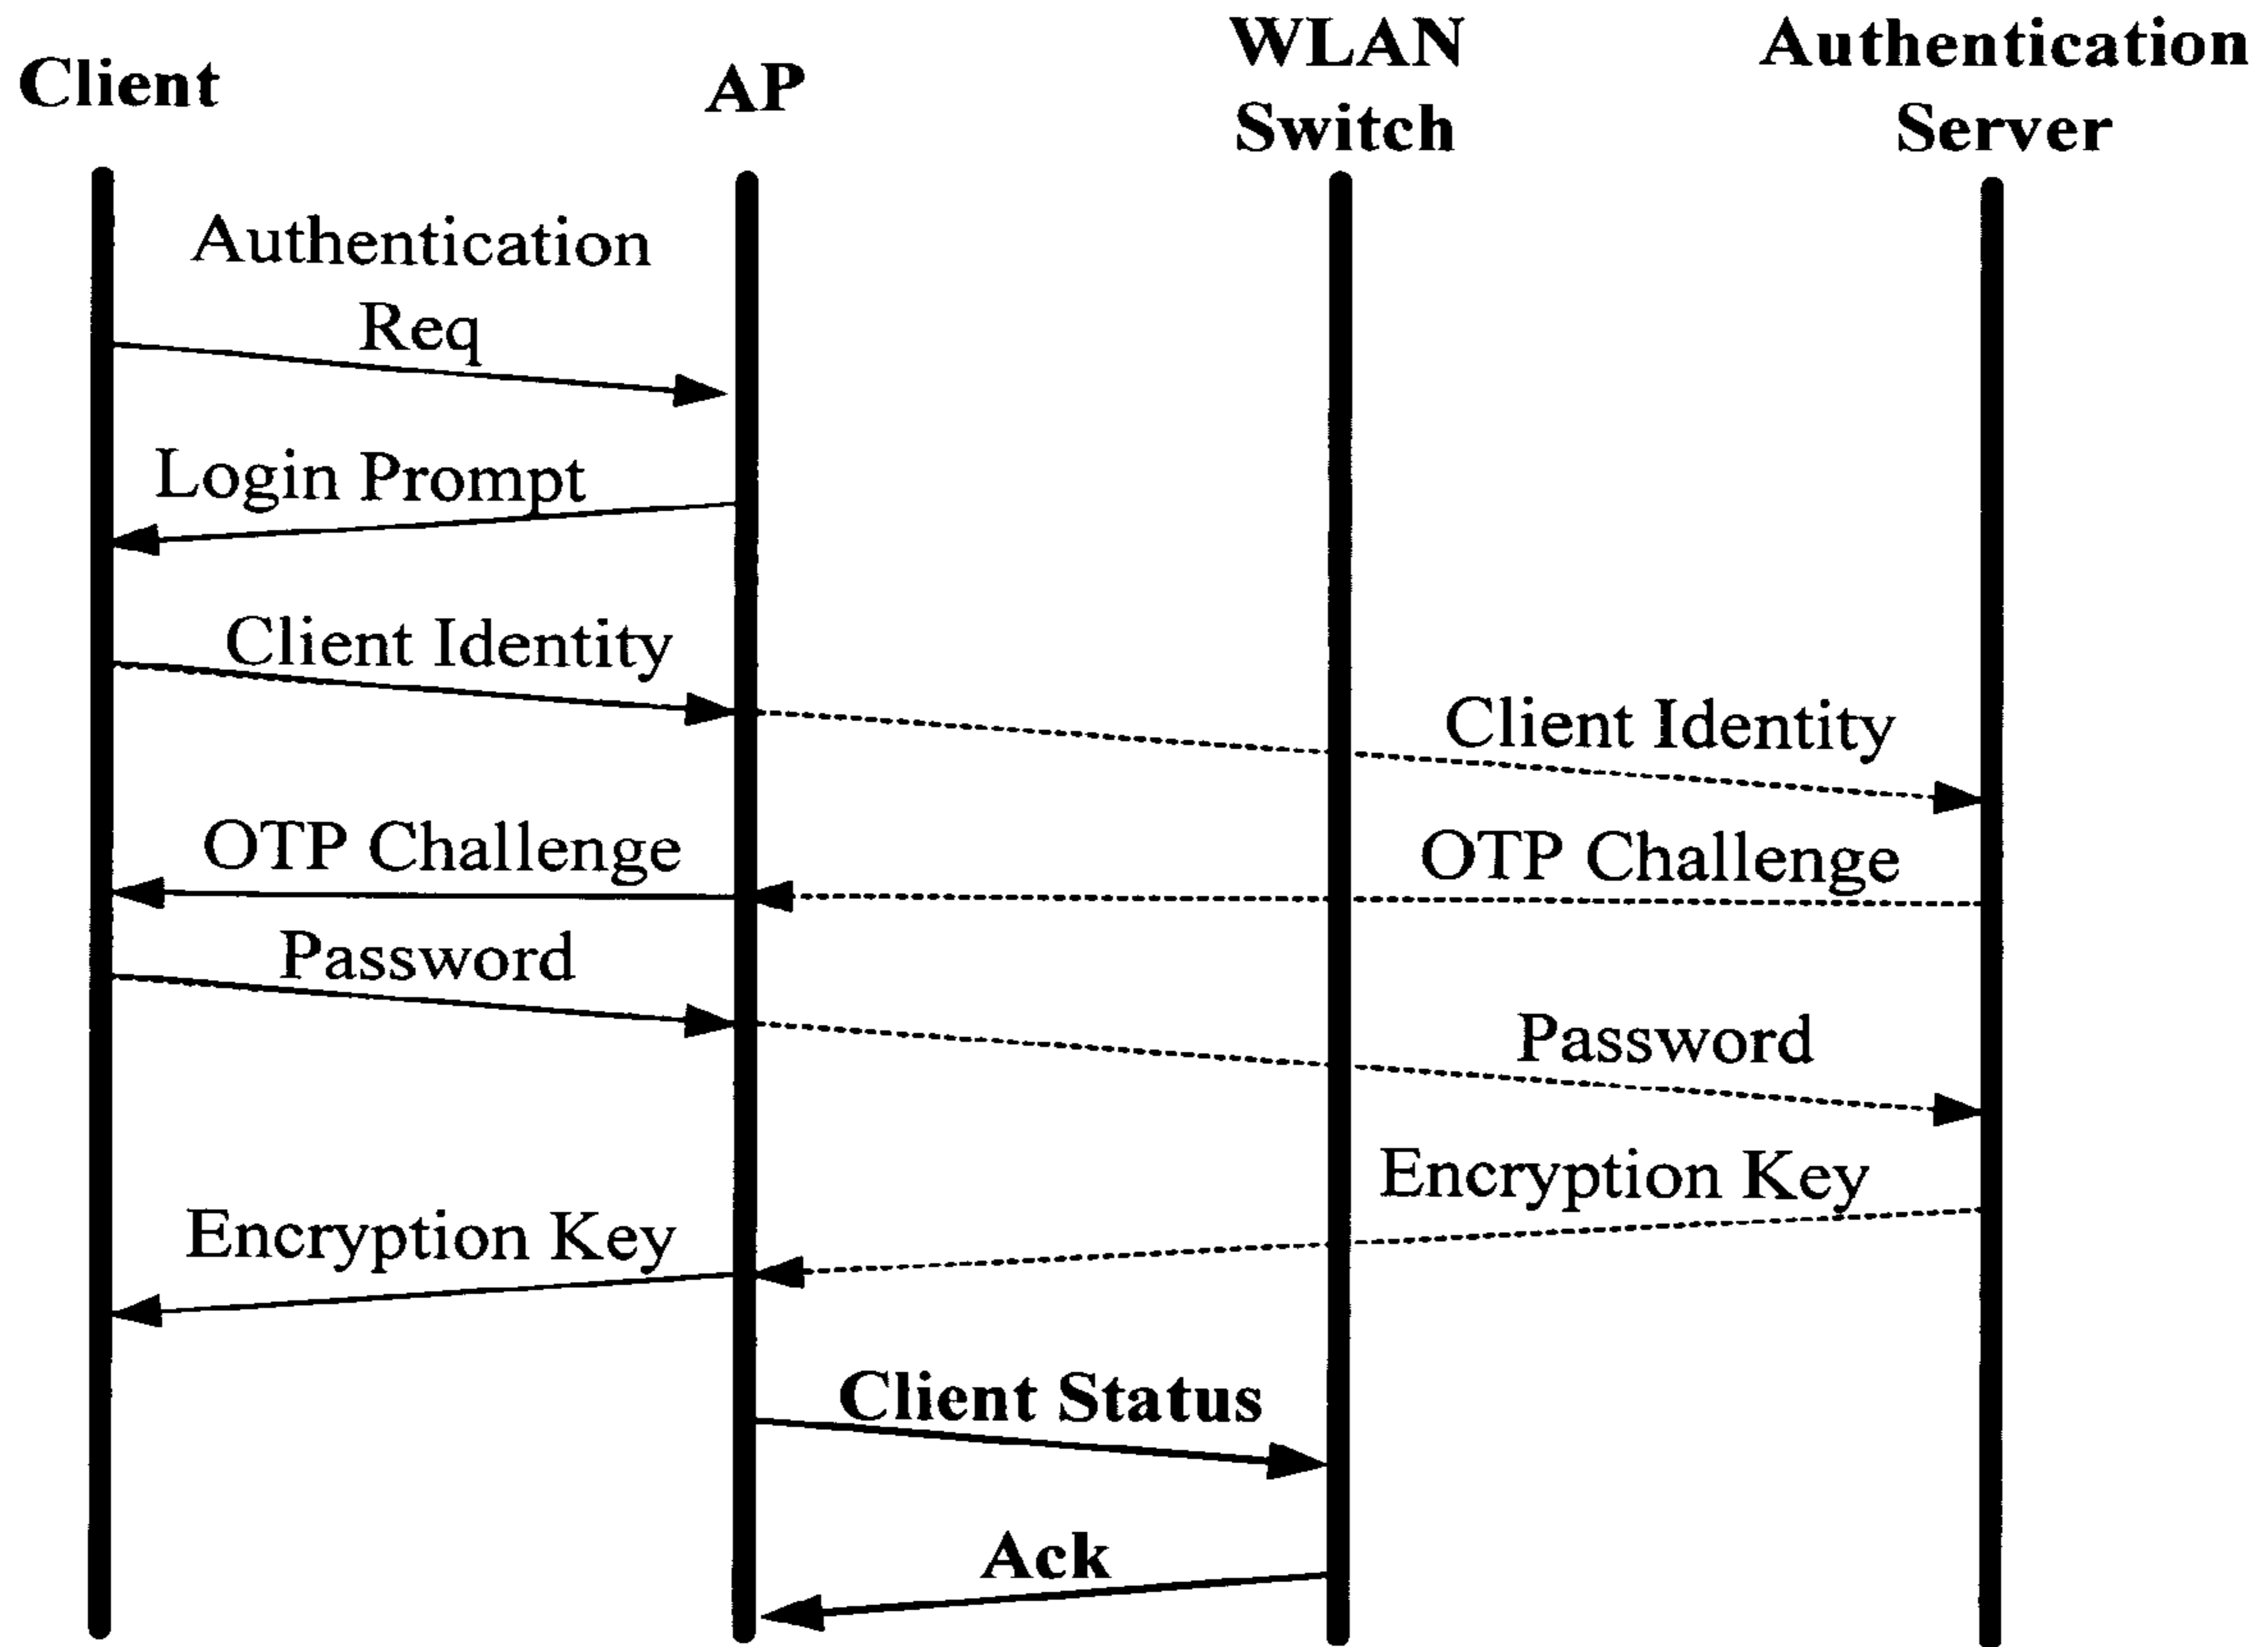 Client
AP
WLAN
Switch
Authentication
Server
Authentication
Req
Login Prompt
Client Identity
Client Identity
OTP Challenge
OTP Challenge
Password
Password
Encryption Key
Encryption Key
Client Status
Ack